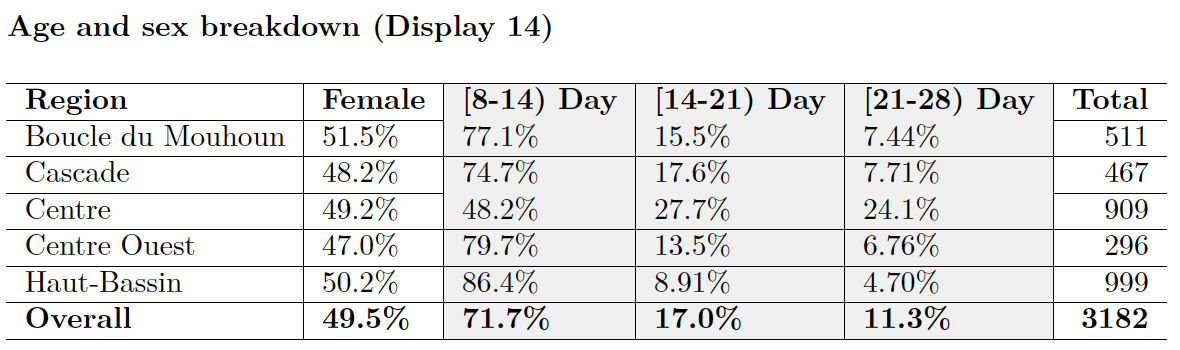 Age and sex breakdown (Display 14)
Region Female [8-14) Day [14-21) Day [21-28) Day Total
Boucle du Mouhoun 51.5% 77.1% 15.5% 7.44% 511
Cascade 48.2% 74.7% 17.6% 7.71% 467
Centre 49.2% 48.2% 27.7% 24.1% 909
Centre Ouest 47.0% 79.7% 13.5% 6.76% 296
Haut-Bassin 50.2% 86.4% 8.91% 4.70% 999
Overall 49.5% 71.7% 17.0% 11.3% 3182